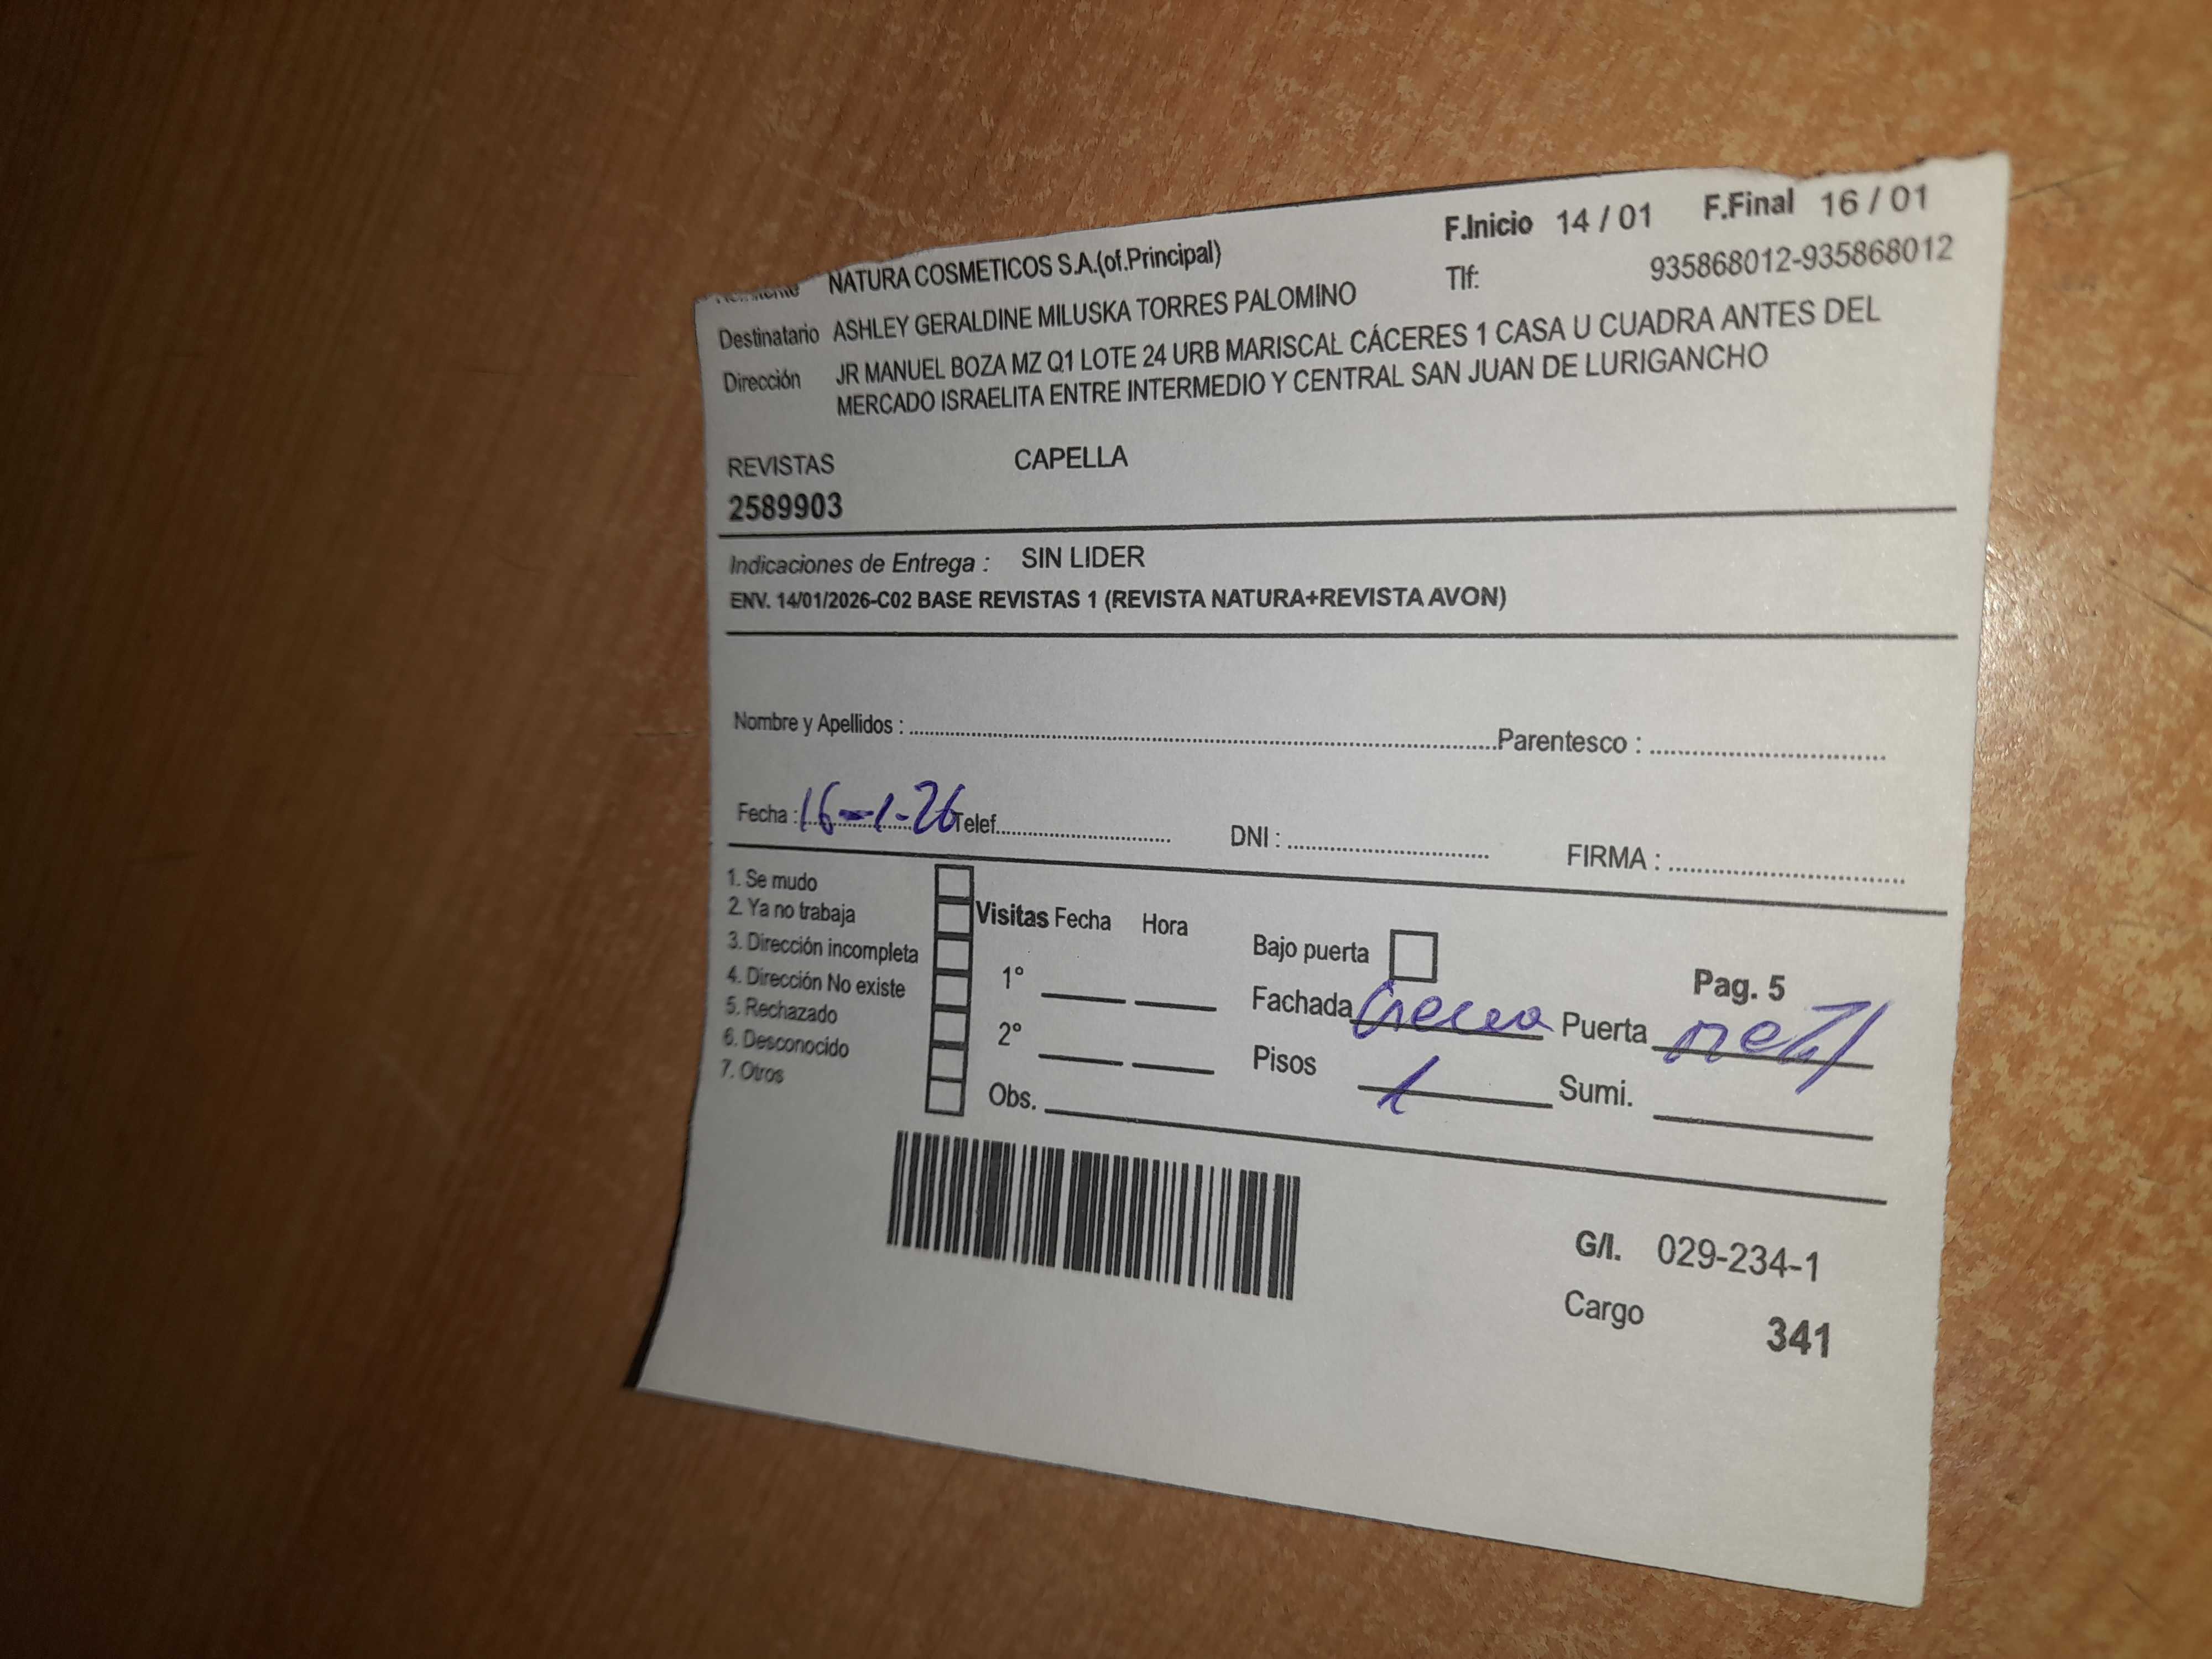 NATURA COSMETICOS S.A.(of.Principal)
F.Inicio 14 / 01 F.Final 16 / 01
Destinatario ASHLEY GERALDINE MILUSKA TORRES PALOMINO Tlf: 935868012-935868012
Dirección JR MANUEL BOZA MZ Q1 LOTE 24 URB MARISCAL CÁCERES 1 CASA U CUADRA ANTES DEL
MERCADO ISRAELITA ENTRE INTERMEDIO Y CENTRAL SAN JUAN DE LURIGANCHO
REVISTAS CAPELLA
2589903
Indicaciones de Entrega : SIN LIDER
ENV. 14/01/2026-C02 BASE REVISTAS 1 (REVISTA NATURA+REVISTA AVON)
Nombre y Apellidos : Parentesco :
Fecha : 16-1-26 Telef. DNI : FIRMA :
1. Se mudo
2. Ya no trabaja
3. Dirección incompleta
4. Dirección No existe
5. Rechazado
6. Desconocido
7. Otros
Visitas Fecha Hora
1°
2°
Obs.
Bajo puerta
Pag. 5
Fachada Crema Puerta
Pisos 1 Sumi.
G/I. 029-234-1
Cargo 341